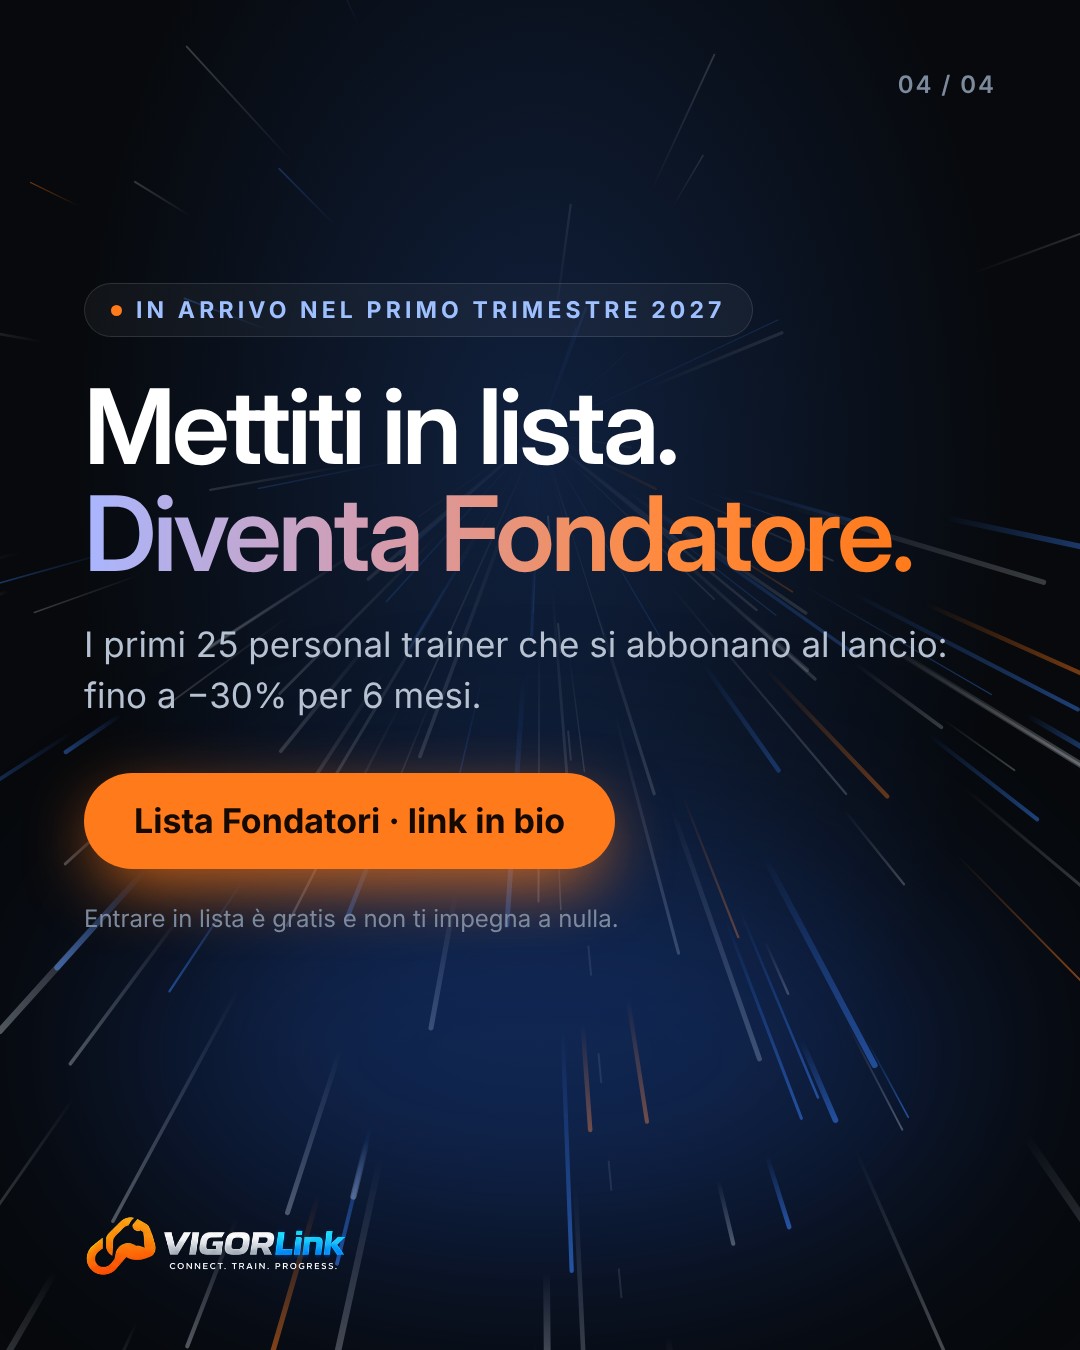 04 / 04
IN ARRIVO NEL PRIMO TRIMESTRE 2027
Mettiti in lista.
Diventa Fondatore.
I primi 25 personal trainer che si abbonano al lancio:
fino a −30% per 6 mesi.
Lista Fondatori · link in bio
Entrare in lista è gratis e non ti impegna a nulla.
VIGORLink
CONNECT. TRAIN. PROGRESS.